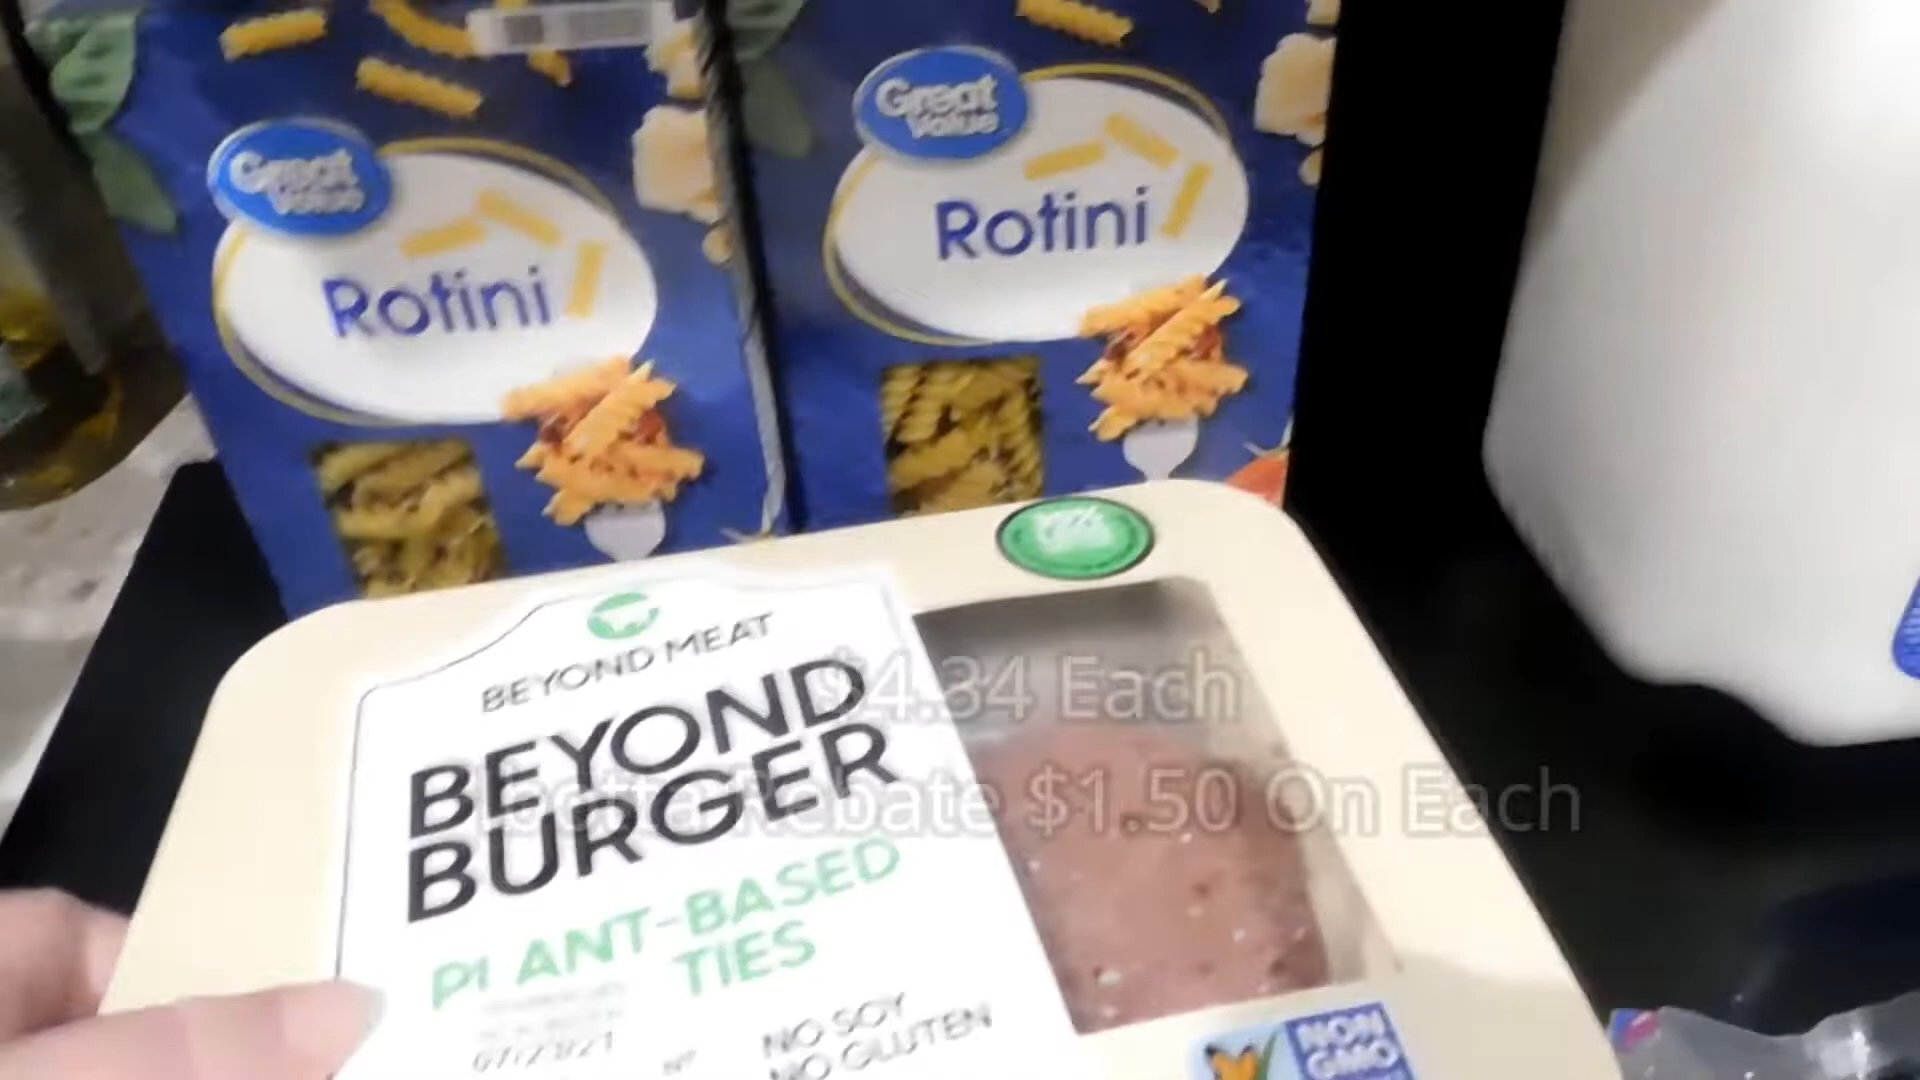 Great
Value
Rotini
Great
Value
Rotini
BEYOND MEAT
BEYOND
BURGER
PLANT-BASED
TIES
$4.34 Each
Ibotta Rebate $1.50 On Each
NO SOY
NO GLUTEN
NON
GMO